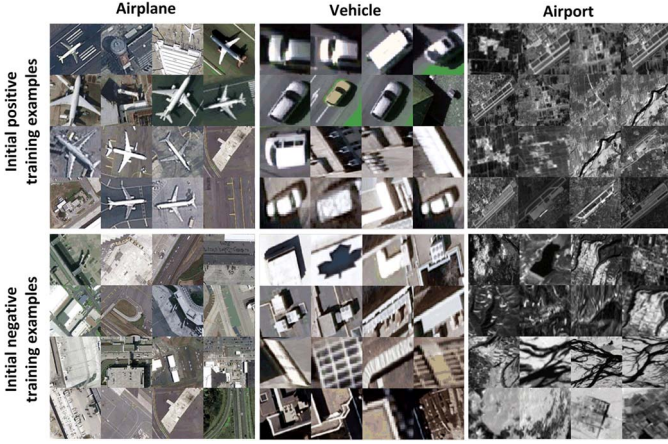 Airplane
Vehicle
Airport
Initial positive
training examples
Initial negative
training examples